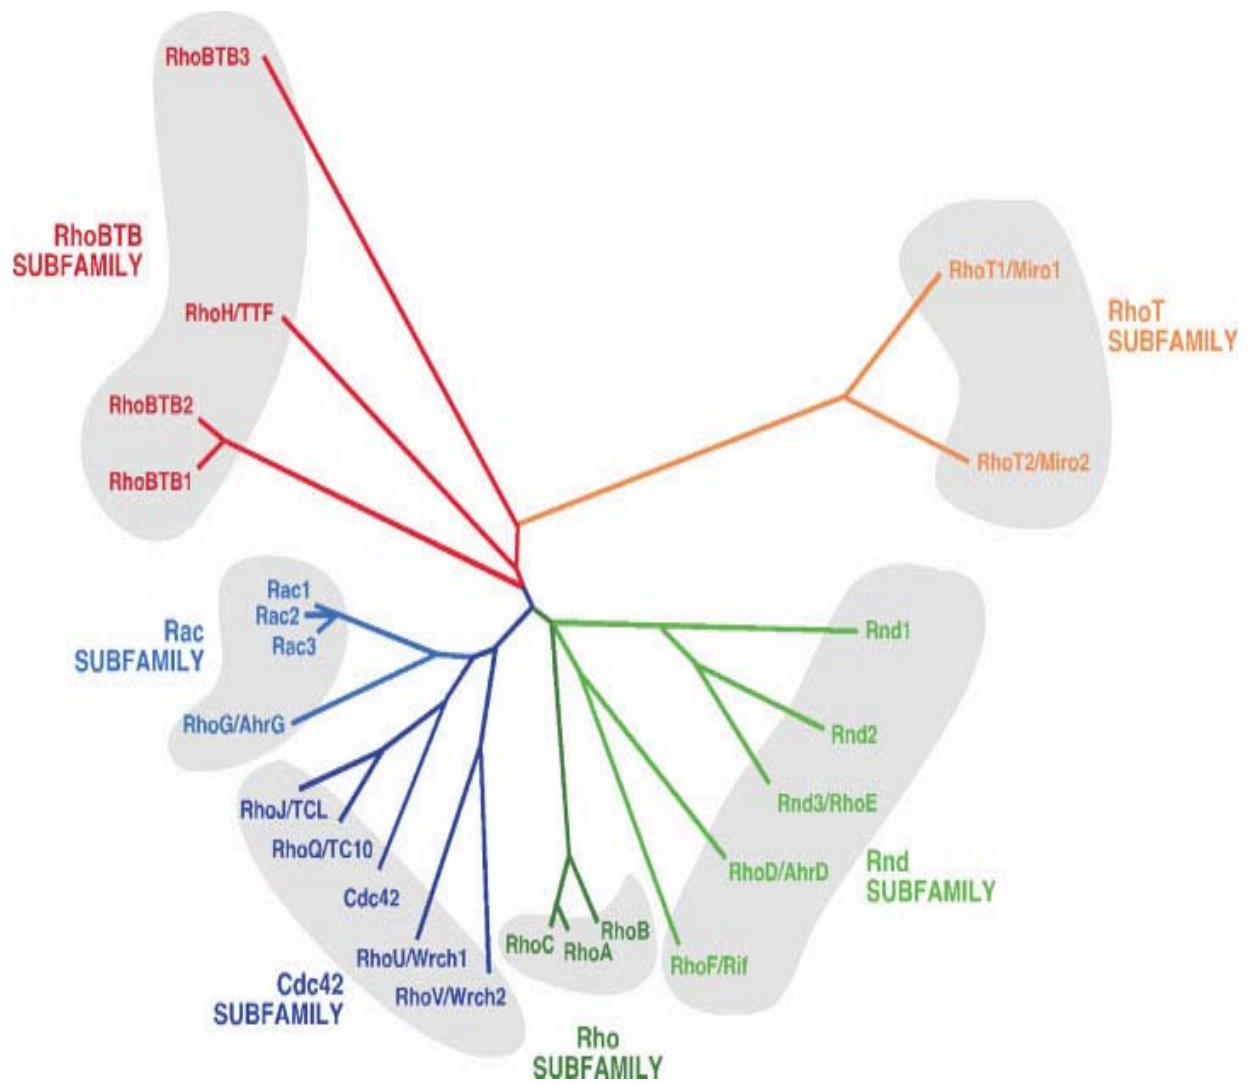 RhoBTB3
RhoBTB
SUBFAMILY
RhoH/TTF
RhoBTB2
RhoBTB1
RhoT1/Miro1
RhoT
SUBFAMILY
RhoT2/Miro2
Rac1
Rac2
Rac3
Rac
SUBFAMILY
RhoG/AhrG
RhoJ/TCL
RhoQ/TC10
Cdc42
RhoU/Wrch1
RhoV/Wrch2
Cdc42
SUBFAMILY
RhoC
RhoA
RhoB
Rho
SUBFAMILY
Rnd1
Rnd2
Rnd3/RhoE
RhoD/AhrD
RhoF/Rif
Rnd
SUBFAMILY